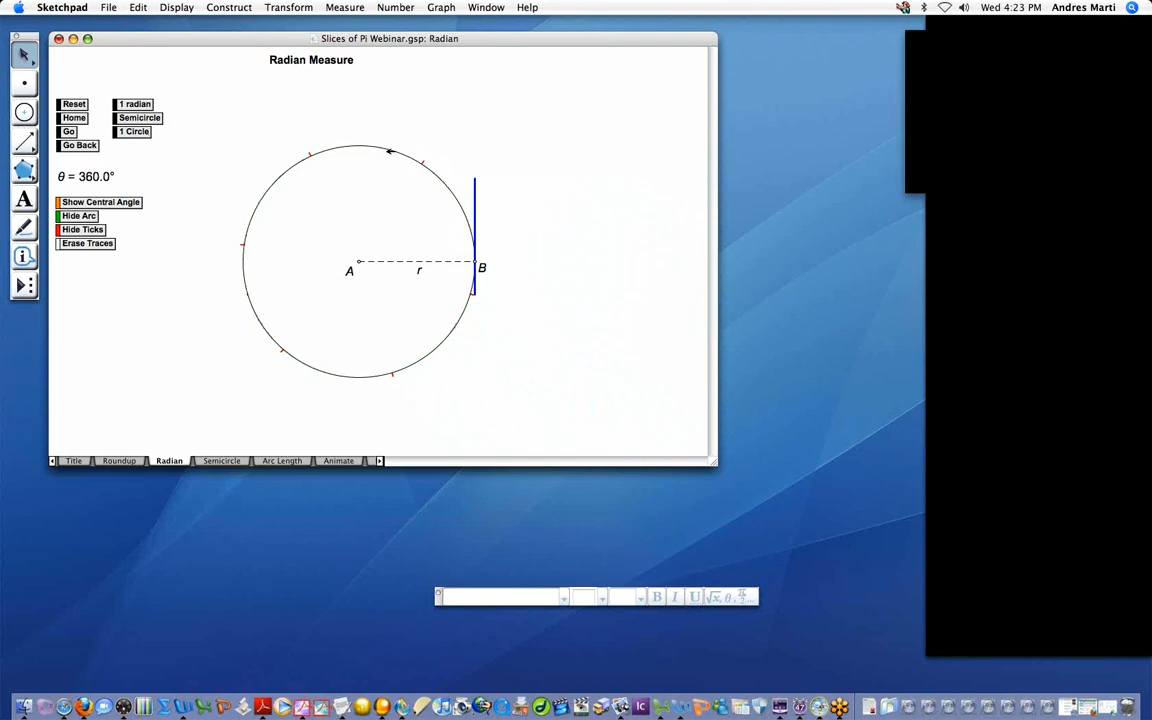 Sketchpad File Edit Display Construct Transform Measure Number Graph Window Help Wed 4:23 PM Andres Marti
Slices of Pi Webinar.gsp: Radian
Radian Measure
Reset 1 radian
Home Semicircle
Go 1 Circle
Go Back
θ = 360.0°
Show Central Angle
Hide Arc
Hide Ticks
Erase Traces
A r B
Title Roundup Radian Semicircle Arc Length Animate
A
B I U √x, θ, π
IC